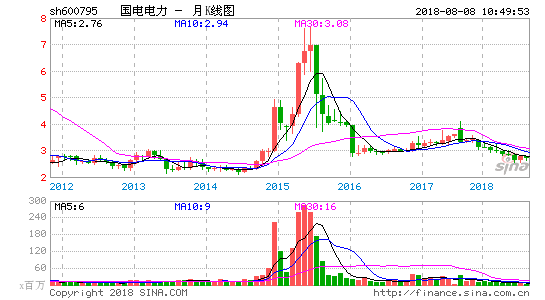 sh600795 国电电力 － 月K线图 2018-08-08 10:49:53
MA5:2.76 MA10:2.94 MA30:3.08
8
7
6
5
4
3
2
sina
2012 2013 2014 2015 2016 2017 2018
MA5:6 MA10:9 MA30:16
300
240
180
120
60
x百万
Copyright 2018 SINA.COM http://finance.sina.com.cn